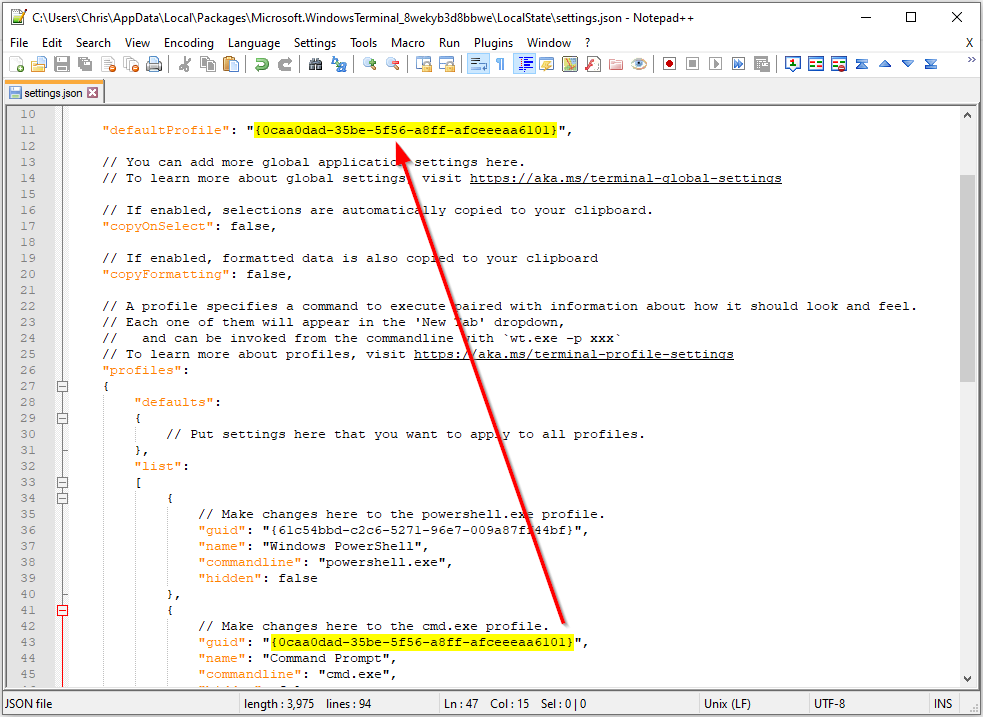 C:\Users\Chris\AppData\Local\Packages\Microsoft.WindowsTerminal_8wekyb3d8bbwe\LocalState\settings.json - Notepad++
File Edit Search View Encoding Language Settings Tools Macro Run Plugins Window ? X
settings.json
10
11 "defaultProfile": "{0caa0dad-35be-5f56-a8ff-afceeeaa6101}",
12
13 // You can add more global application settings here.
14 // To learn more about global settings, visit https://aka.ms/terminal-global-settings
15
16 // If enabled, selections are automatically copied to your clipboard.
17 "copyOnSelect": false,
18
19 // If enabled, formatted data is also copied to your clipboard
20 "copyFormatting": false,
21
22 // A profile specifies a command to execute paired with information about how it should look and feel.
23 // Each one of them will appear in the 'New Tab' dropdown,
24 //   and can be invoked from the commandline with `wt.exe -p xxx`
25 // To learn more about profiles, visit https://aka.ms/terminal-profile-settings
26 "profiles":
27 {
28 "defaults":
29 {
30 // Put settings here that you want to apply to all profiles.
31 },
32 "list":
33 [
34 {
35 // Make changes here to the powershell.exe profile.
36 "guid": "{61c54bbd-c2c6-5271-96e7-009a87ff44bf}",
37 "name": "Windows PowerShell",
38 "commandline": "powershell.exe",
39 "hidden": false
40 },
41 {
42 // Make changes here to the cmd.exe profile.
43 "guid": "{0caa0dad-35be-5f56-a8ff-afceeeaa6101}",
44 "name": "Command Prompt",
45 "commandline": "cmd.exe",
JSON file length : 3,975 lines : 94 Ln : 47 Col : 15 Sel : 0 | 0 Unix (LF) UTF-8 INS